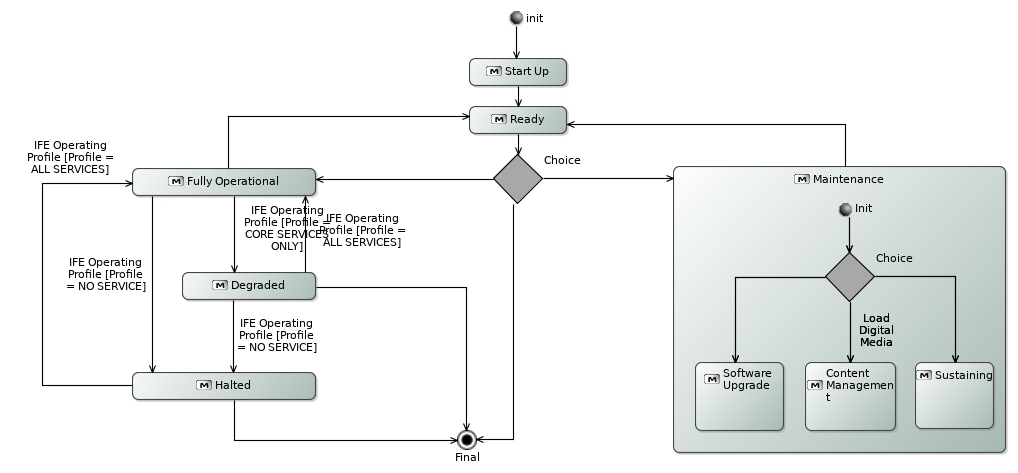 init
Start Up
Ready
Choice
IFE Operating
Profile [Profile =
ALL SERVICES]
Fully Operational
Maintenance
Init
IFE Operating
Profile [Profile =
CORE SERVICES
ONLY]
IFE Operating
Profile [Profile =
ALL SERVICES]
IFE Operating
Profile [Profile
= NO SERVICE]
Choice
Degraded
IFE Operating
Profile [Profile
= NO SERVICE]
Load
Digital
Media
Halted
Software
Upgrade
Content
Managemen
t
Sustaining
Final